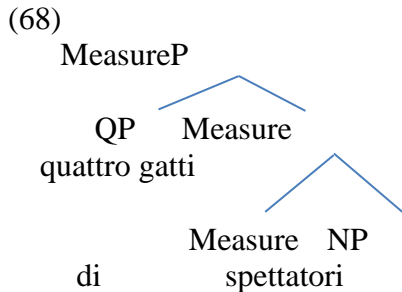 (68)
MeasureP
QP Measure
quattro gatti
Measure NP
di spettatori